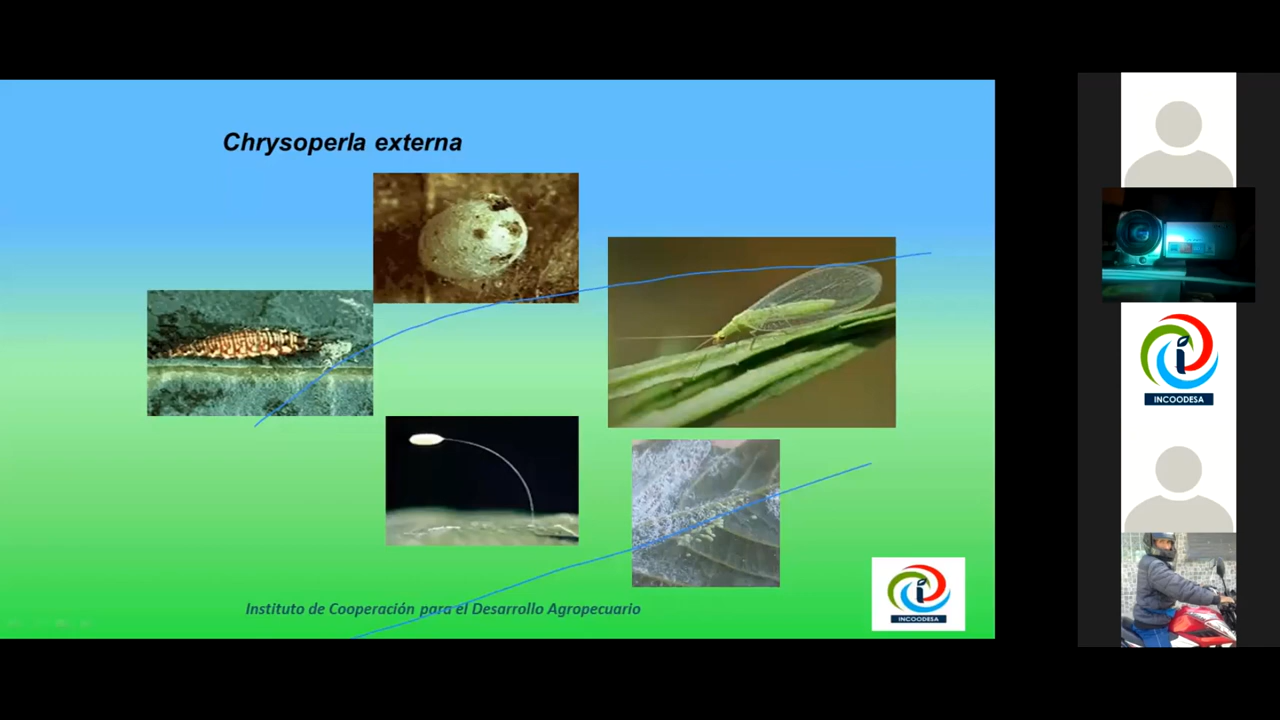 Chrysoperla externa
Instituto de Cooperación para el Desarrollo Agropecuario
INCOODESA
INCOODESA